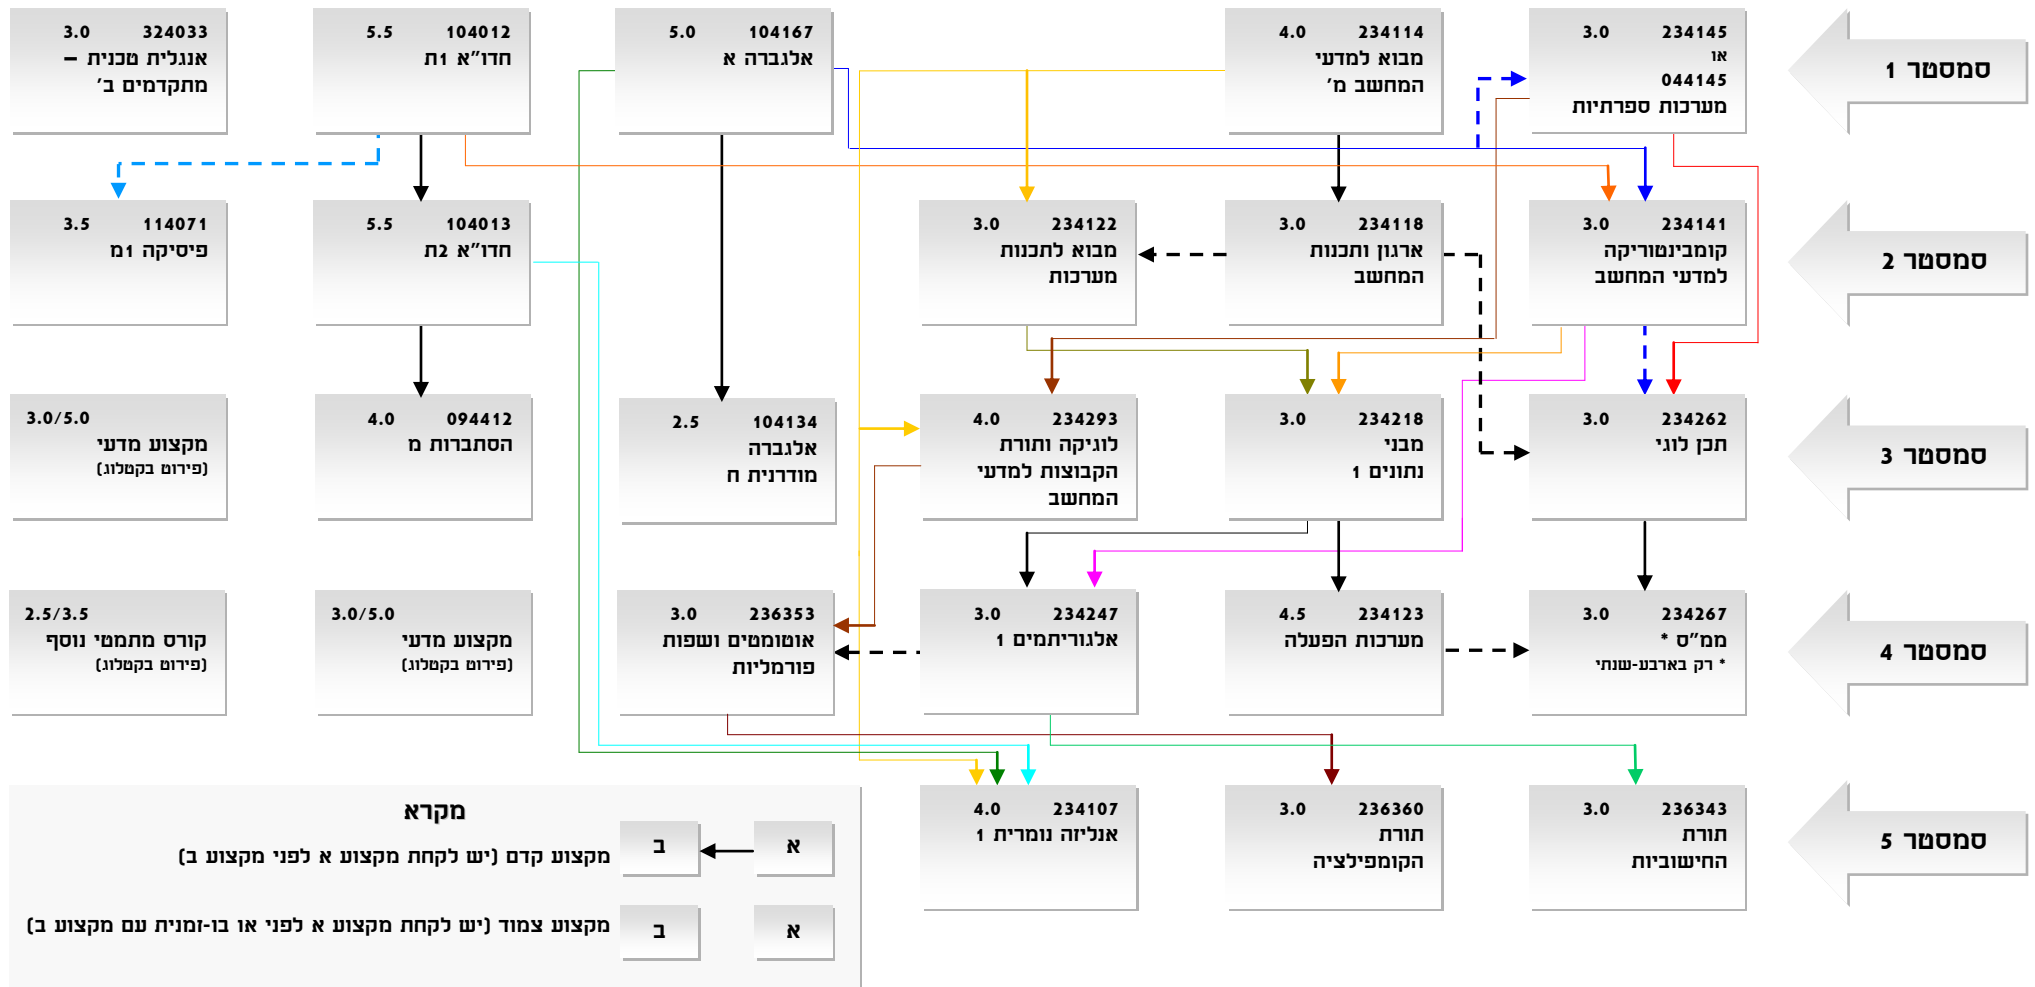 סמסטר 1
234145 3.0
או
044145
מערכות ספרתיות
234114 4.0
מבוא למדעי
המחשב מ'
104167 5.0
אלגברה א
104012 5.5
חדו"א 1ת
324033 3.0
אנגלית טכנית –
מתקדמים ב'
סמסטר 2
234141 3.0
קומבינטוריקה
למדעי המחשב
234118 3.0
ארגון ותכנות
המחשב
234122 3.0
מבוא לתכנות
מערכות
104013 5.5
חדו"א 2ת
114071 3.5
פיסיקה 1מ
סמסטר 3
234262 3.0
תכן לוגי
234218 3.0
מבני
נתונים 1
234293 4.0
לוגיקה ותורת
הקבוצות למדעי
המחשב
104134 2.5
אלגברה
מודרנית ח
094412 4.0
הסתברות מ
3.0/5.0
מקצוע מדעי
(פירוט בקטלוג)
סמסטר 4
234267 3.0
ממ"ס *
* רק בארבע-שנתי
234123 4.5
מערכות הפעלה
234247 3.0
אלגוריתמים 1
236353 3.0
אוטומטים ושפות
פורמליות
3.0/5.0
מקצוע מדעי
(פירוט בקטלוג)
2.5/3.5
קורס מתמטי נוסף
(פירוט בקטלוג)
סמסטר 5
236343 3.0
תורת
החישוביות
236360 3.0
תורת
הקומפילציה
234107 4.0
אנליזה נומרית 1
מקרא
א ב מקצוע קדם (יש לקחת מקצוע א לפני מקצוע ב)
א ב מקצוע צמוד (יש לקחת מקצוע א לפני או בו-זמנית עם מקצוע ב)